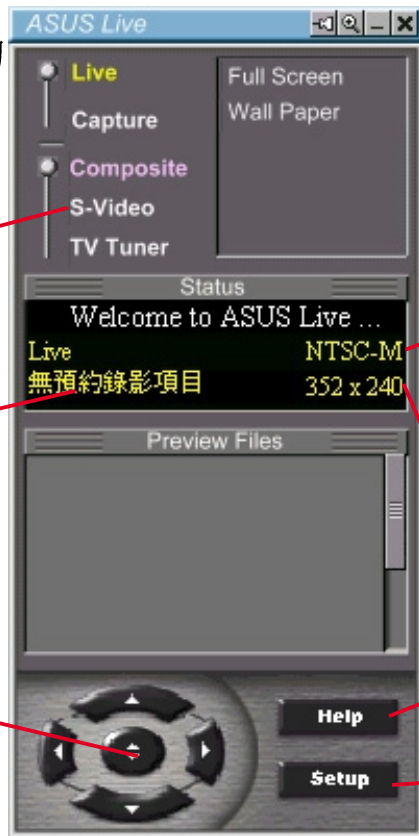 ASUS Live
Live
Capture
Composite
S-Video
TV Tuner
Full Screen
Wall Paper
Status
Welcome to ASUS Live ...
Live NTSC-M
無預約錄影項目 352 x 240
Preview Files
Help
Setup